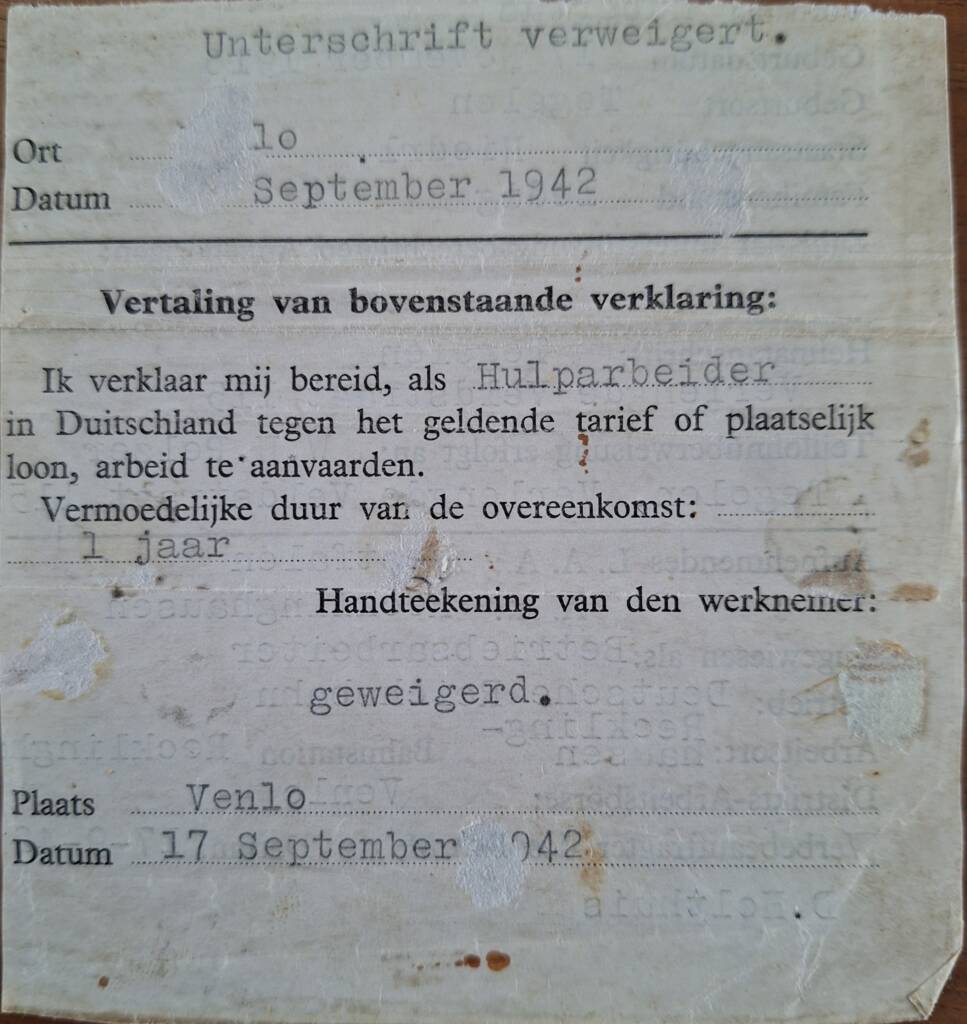 Unterschrift verweigert.
Ort lo
Datum September 1942
Vertaling van bovenstaande verklaring:
Ik verklaar mij bereid, als Hulparbeider
in Duitschland tegen het geldende tarief of plaatselijk
loon, arbeid te aanvaarden.
Vermoedelijke duur van de overeenkomst:
1 jaar
Handteekening van den werknemer:
geweigerd.
Plaats Venlo
Datum 17 September 942